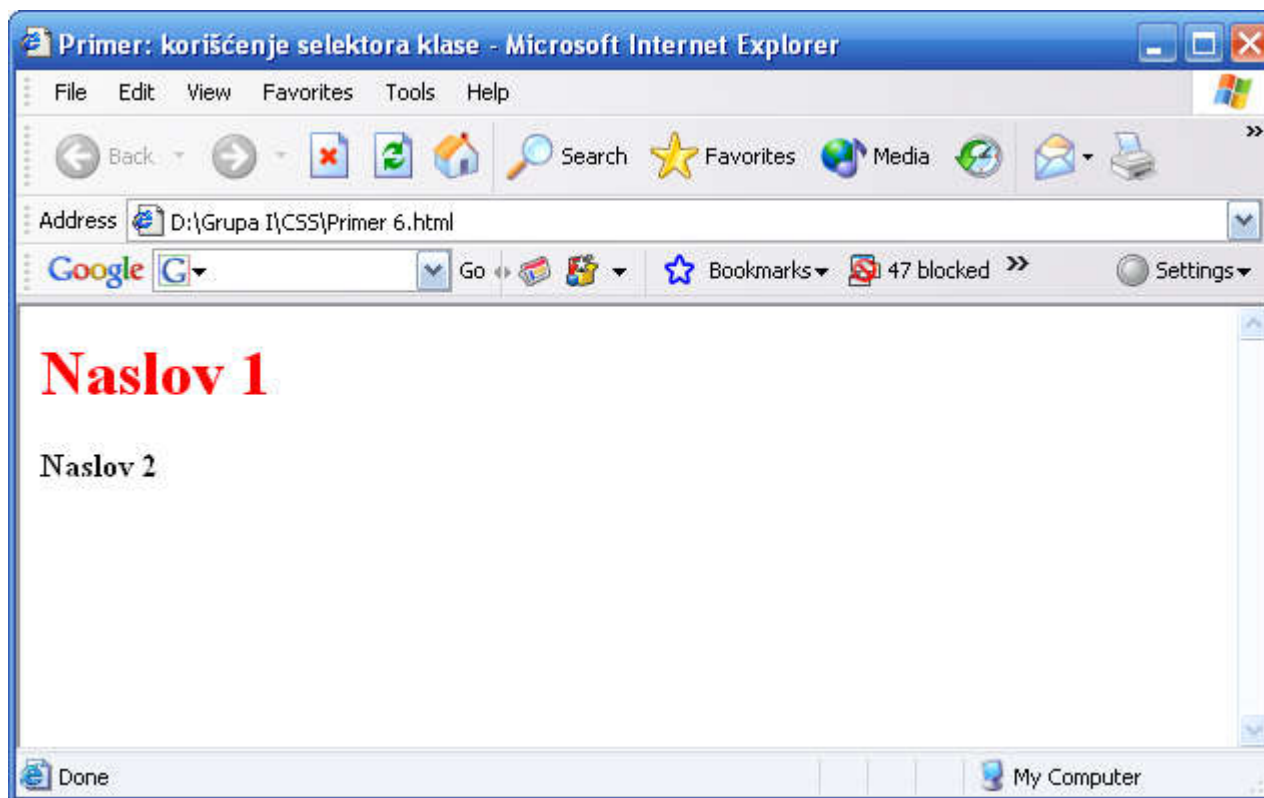 Primer: korišćenje selektora klase - Microsoft Internet Explorer
File Edit View Favorites Tools Help
Back Search Favorites Media »
Address D:\Grupa I\CSS\Primer 6.html
Google G Go Bookmarks 47 blocked » Settings
Naslov 1
Naslov 2
Done My Computer